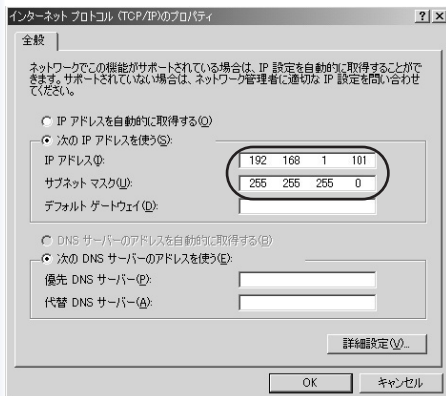 インターネット プロトコル (TCP/IP)のプロパティ
? ×
全般
ネットワークでこの機能がサポートされている場合は、IP 設定を自動的に取得することがで
きます。サポートされていない場合は、ネットワーク管理者に適切な IP 設定を問い合わせ
てください。
IP アドレスを自動的に取得する(O)
次の IP アドレスを使う(S):
IP アドレス(I): 192 168 1 101
サブネット マスク(U): 255 255 255 0
デフォルト ゲートウェイ(D):
DNS サーバーのアドレスを自動的に取得する(B)
次の DNS サーバーのアドレスを使う(E):
優先 DNS サーバー(P):
代替 DNS サーバー(A):
詳細設定(V)...
OK キャンセル